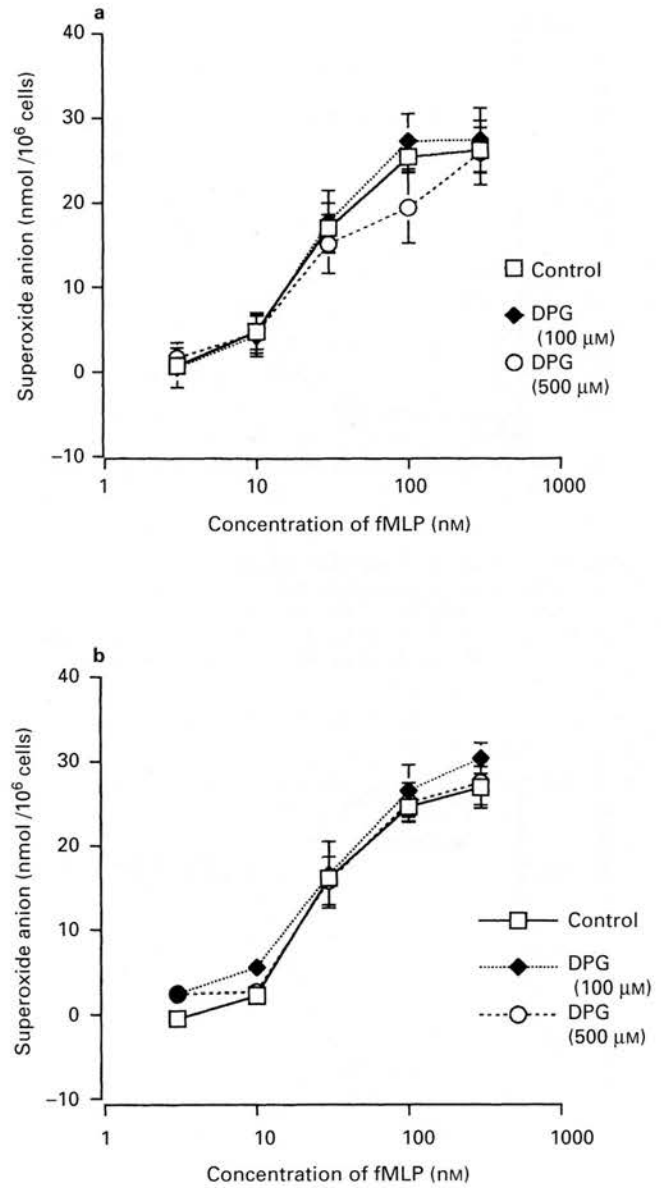 a
40
30
20
10
0
−10
Superoxide anion (nmol /10⁶ cells)
Control
DPG
(100 μM)
DPG
(500 μM)
1
10
100
1000
Concentration of fMLP (nM)
b
40
30
20
10
0
−10
Superoxide anion (nmol /10⁶ cells)
Control
DPG
(100 μM)
DPG
(500 μM)
1
10
100
1000
Concentration of fMLP (nM)